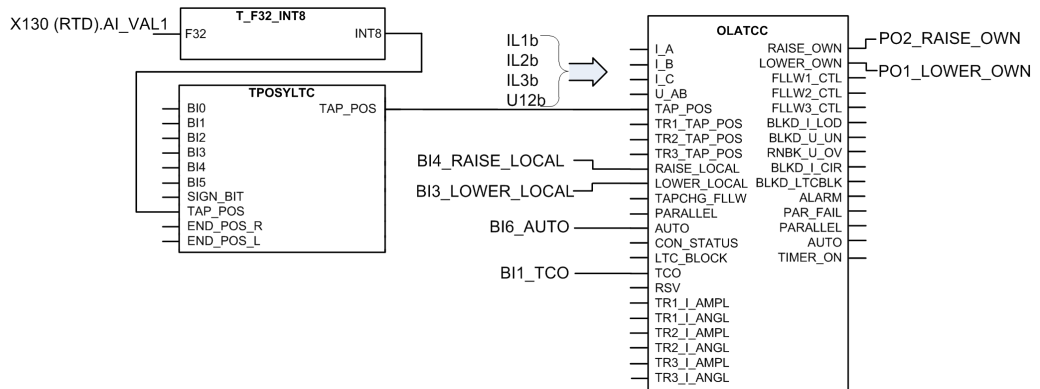 X130 (RTD).AI_VAL1
T_F32_INT8
F32
INT8
TPOSYLTC
BI0
TAP_POS
BI1
BI2
BI3
BI4
BI5
SIGN_BIT
TAP_POS
END_POS_R
END_POS_L
IL1b
IL2b
IL3b
U12b
BI4_RAISE_LOCAL
BI3_LOWER_LOCAL
BI6_AUTO
BI1_TCO
OLATCC
I_A
RAISE_OWN
I_B
LOWER_OWN
I_C
FLLW1_CTL
U_AB
FLLW2_CTL
TAP_POS
FLLW3_CTL
TR1_TAP_POS
BLKD_I_LOD
TR2_TAP_POS
BLKD_U_UN
TR3_TAP_POS
RNBK_U_OV
RAISE_LOCAL
BLKD_I_CIR
LOWER_LOCAL
BLKD_LTCBLK
TAPCHG_FLLW
ALARM
PARALLEL
PAR_FAIL
AUTO
PARALLEL
CON_STATUS
AUTO
LTC_BLOCK
TIMER_ON
TCO
RSV
TR1_I_AMPL
TR1_I_ANGL
TR2_I_AMPL
TR2_I_ANGL
TR3_I_AMPL
TR3_I_ANGL
PO2_RAISE_OWN
PO1_LOWER_OWN